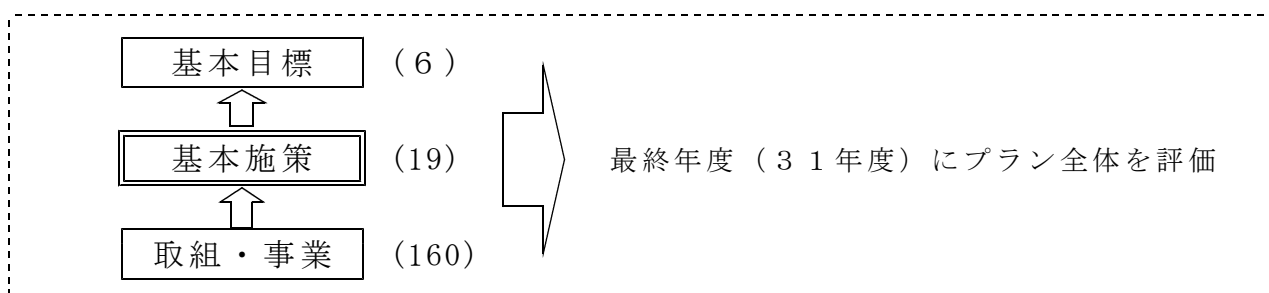 基本目標 (６)
基本施策 (19) 最終年度（３１年度）にプラン全体を評価
取組・事業 (160)